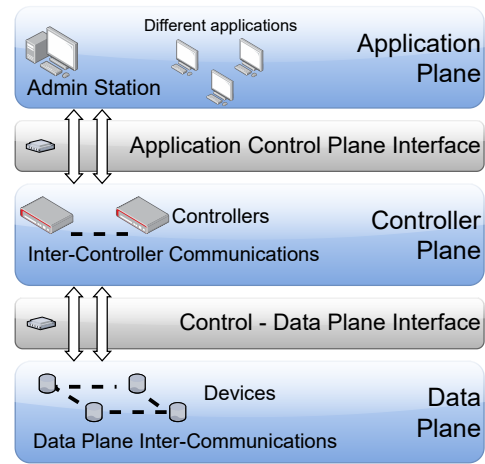 Different applications
Application
Plane
Admin Station
Application Control Plane Interface
Controllers
Controller
Plane
Inter-Controller Communications
Control - Data Plane Interface
Devices
Data
Plane
Data Plane Inter-Communications